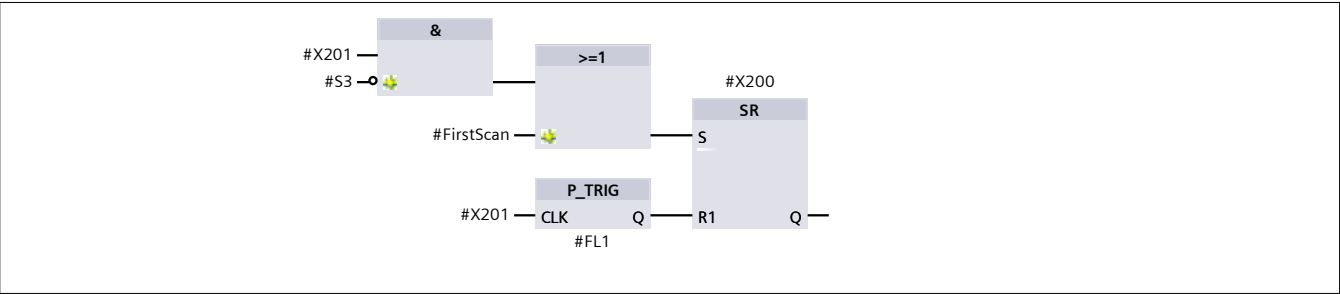 &
#X201
#S3
>=1
#FirstScan
#X200
SR
S
P_TRIG
#X201
CLK Q
R1 Q
#FL1